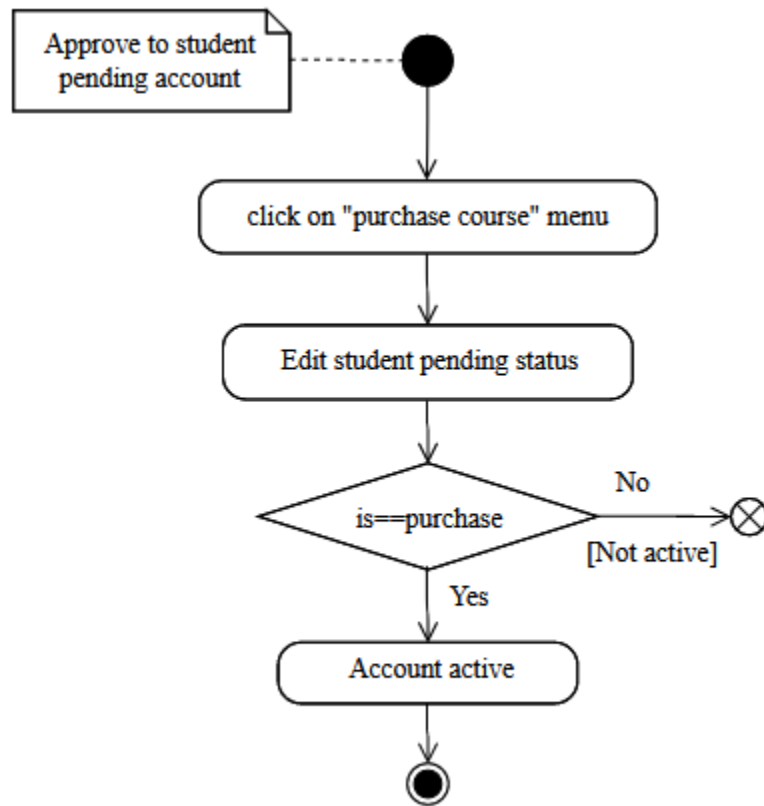 Approve to student
pending account
click on "purchase course" menu
Edit student pending status
is==purchase
No
[Not active]
Yes
Account active